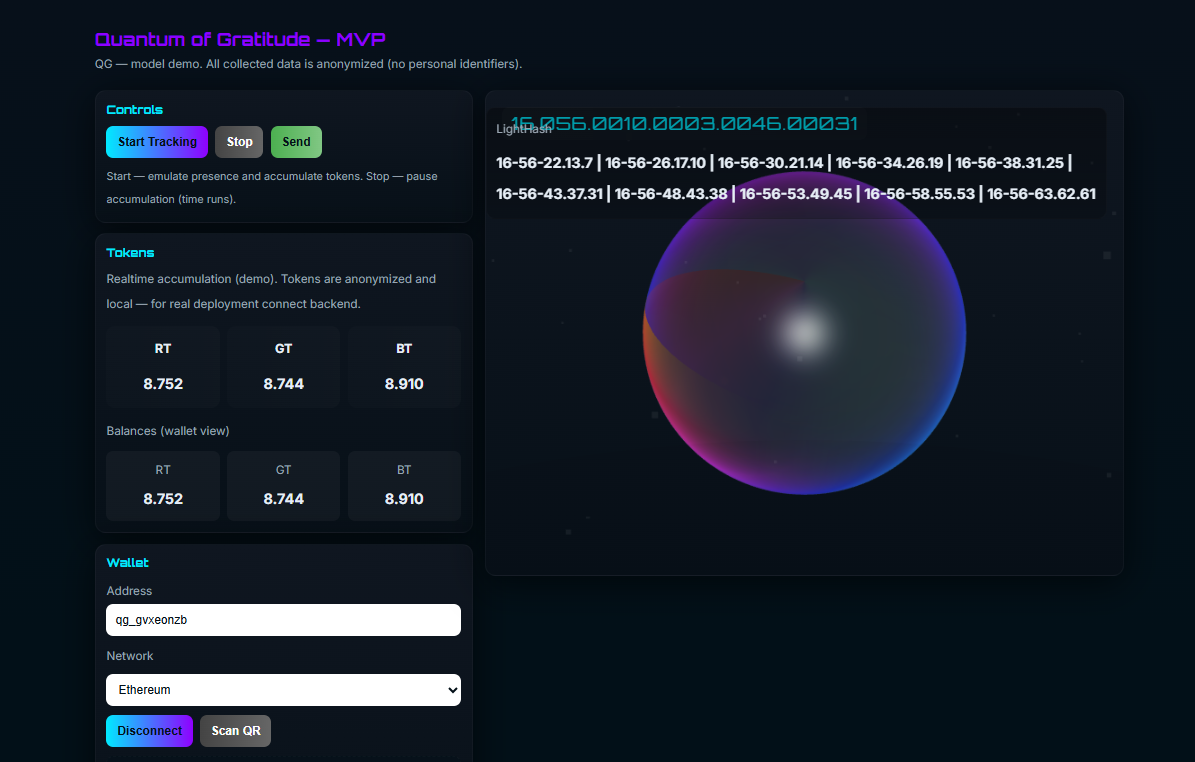 Quantum of Gratitude — MVP
QG — model demo. All collected data is anonymized (no personal identifiers).
Controls
Start Tracking
Stop
Send
Start — emulate presence and accumulate tokens. Stop — pause
accumulation (time runs).
Tokens
Realtime accumulation (demo). Tokens are anonymized and
local — for real deployment connect backend.
RT GT BT
8.752 8.744 8.910
Balances (wallet view)
RT GT BT
8.752 8.744 8.910
Wallet
Address
qg_gvxeonzb
Network
Ethereum
Disconnect
Scan QR
16.056.0010.0003.0046.00031
LightHash
16-56-22.13.7 | 16-56-26.17.10 | 16-56-30.21.14 | 16-56-34.26.19 | 16-56-38.31.25 |
16-56-43.37.31 | 16-56-48.43.38 | 16-56-53.49.45 | 16-56-58.55.53 | 16-56-63.62.61